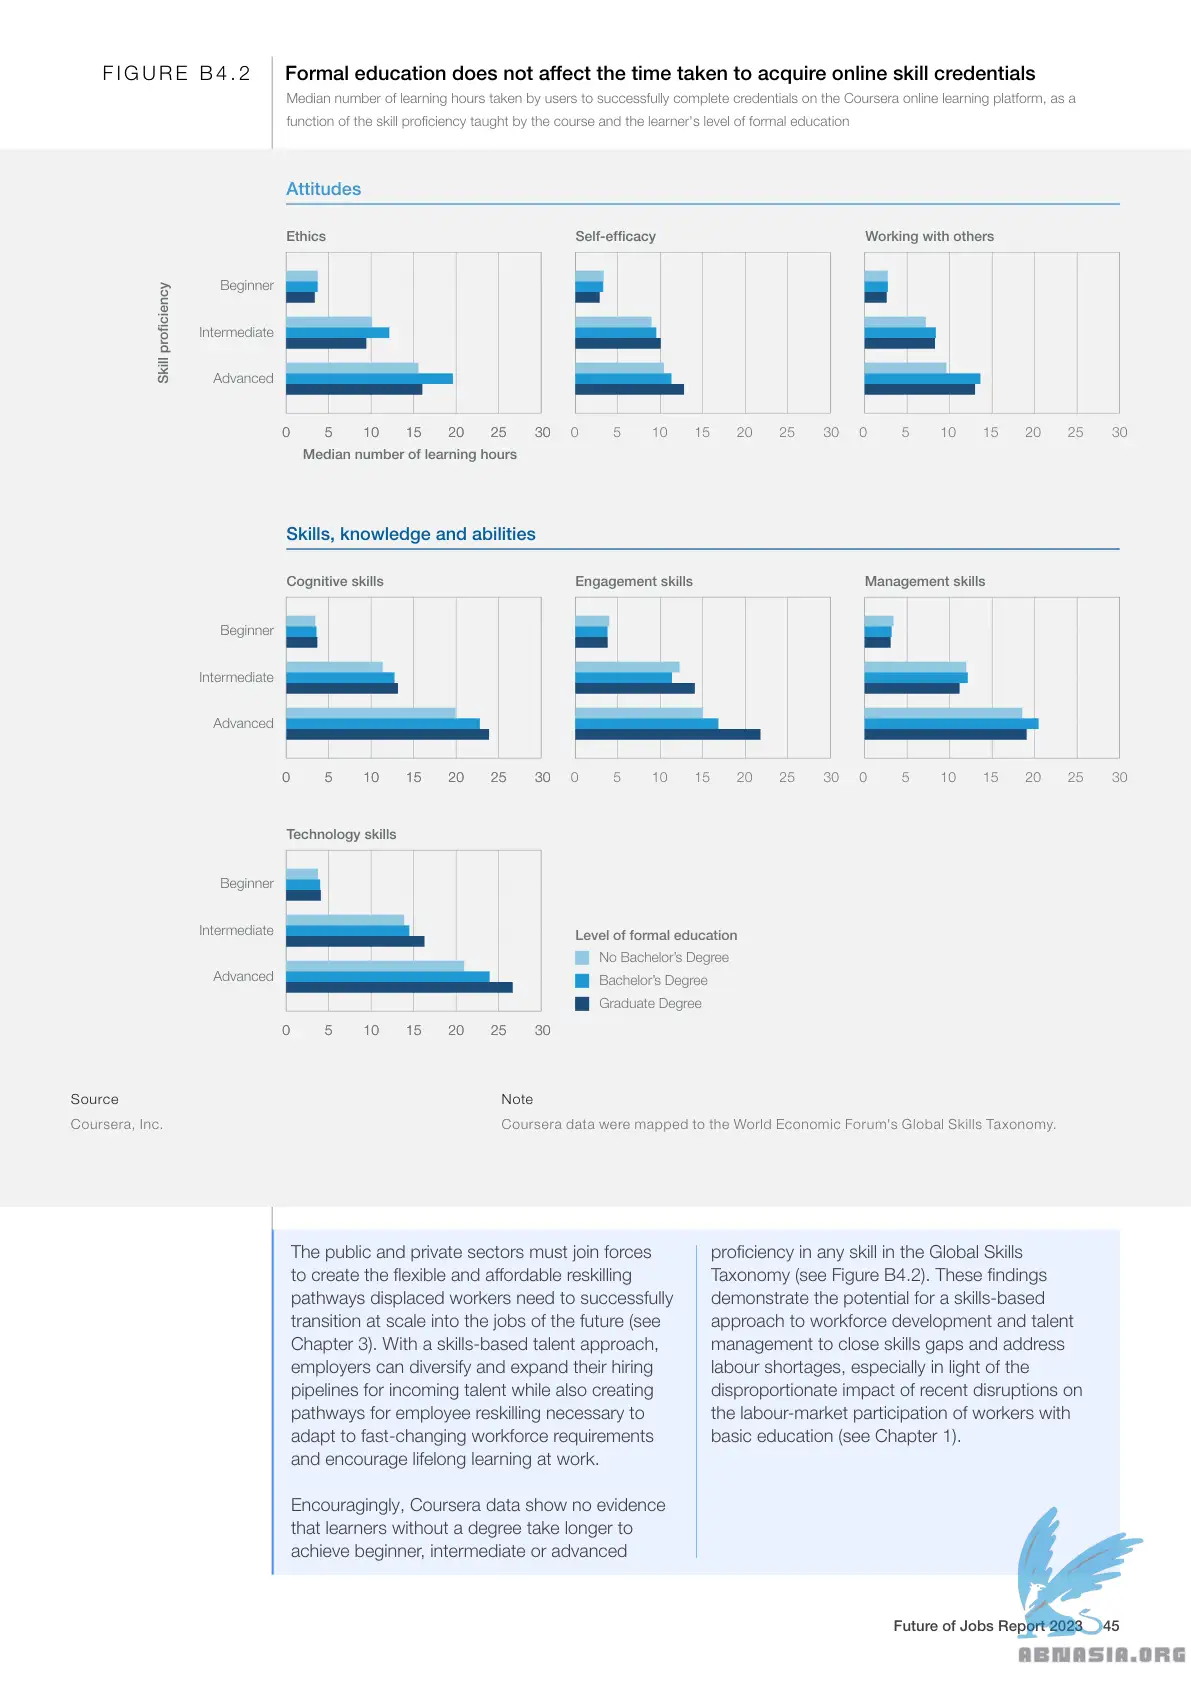 FIGURE B4.2
Formal education does not affect the time taken to acquire online skill credentials
Median number of learning hours taken by users to successfully complete credentials on the Coursera online learning platform, as a
function of the skill proficiency taught by the course and the learner's level of formal education
Attitudes
Ethics
Self-efficacy
Working with others
Skill proficiency
Beginner
Intermediate
Advanced
0 5 10 15 20 25 30
0 5 10 15 20 25 30
0 5 10 15 20 25 30
Median number of learning hours
Skills, knowledge and abilities
Cognitive skills
Engagement skills
Management skills
Beginner
Intermediate
Advanced
0 5 10 15 20 25 30
0 5 10 15 20 25 30
0 5 10 15 20 25 30
Technology skills
Beginner
Intermediate
Advanced
0 5 10 15 20 25 30
Level of formal education
No Bachelor's Degree
Bachelor's Degree
Graduate Degree
Source
Coursera, Inc.
Note
Coursera data were mapped to the World Economic Forum's Global Skills Taxonomy.
The public and private sectors must join forces
to create the flexible and affordable reskilling
pathways displaced workers need to successfully
transition at scale into the jobs of the future (see
Chapter 3). With a skills-based talent approach,
employers can diversify and expand their hiring
pipelines for incoming talent while also creating
pathways for employee reskilling necessary to
adapt to fast-changing workforce requirements
and encourage lifelong learning at work.
Encouragingly, Coursera data show no evidence
that learners without a degree take longer to
achieve beginner, intermediate or advanced
proficiency in any skill in the Global Skills
Taxonomy (see Figure B4.2). These findings
demonstrate the potential for a skills-based
approach to workforce development and talent
management to close skills gaps and address
labour shortages, especially in light of the
disproportionate impact of recent disruptions on
the labour-market participation of workers with
basic education (see Chapter 1).
Future of Jobs Report 2023 45
ABNASIA.ORG